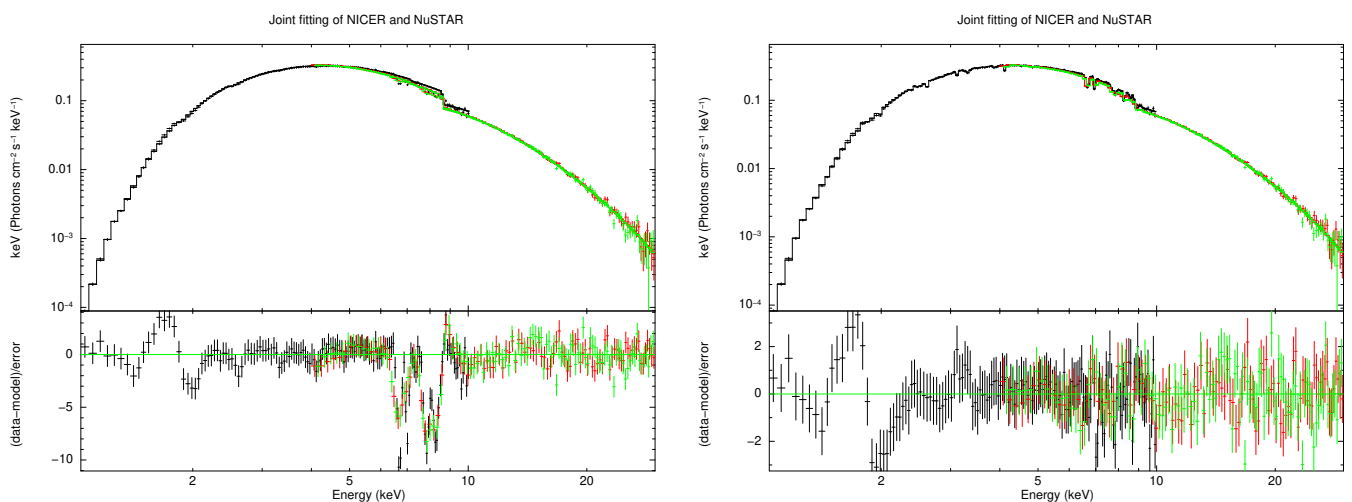 Joint fitting of NICER and NuSTAR
keV (Photons cm⁻² s⁻¹ keV⁻¹)
0.1
0.01
10⁻³
10⁻⁴
(data−model)/error
0
−5
−10
2
5
10
20
Energy (keV)
Joint fitting of NICER and NuSTAR
keV (Photons cm⁻² s⁻¹ keV⁻¹)
0.1
0.01
10⁻³
10⁻⁴
(data−model)/error
2
0
−2
2
5
10
20
Energy (keV)